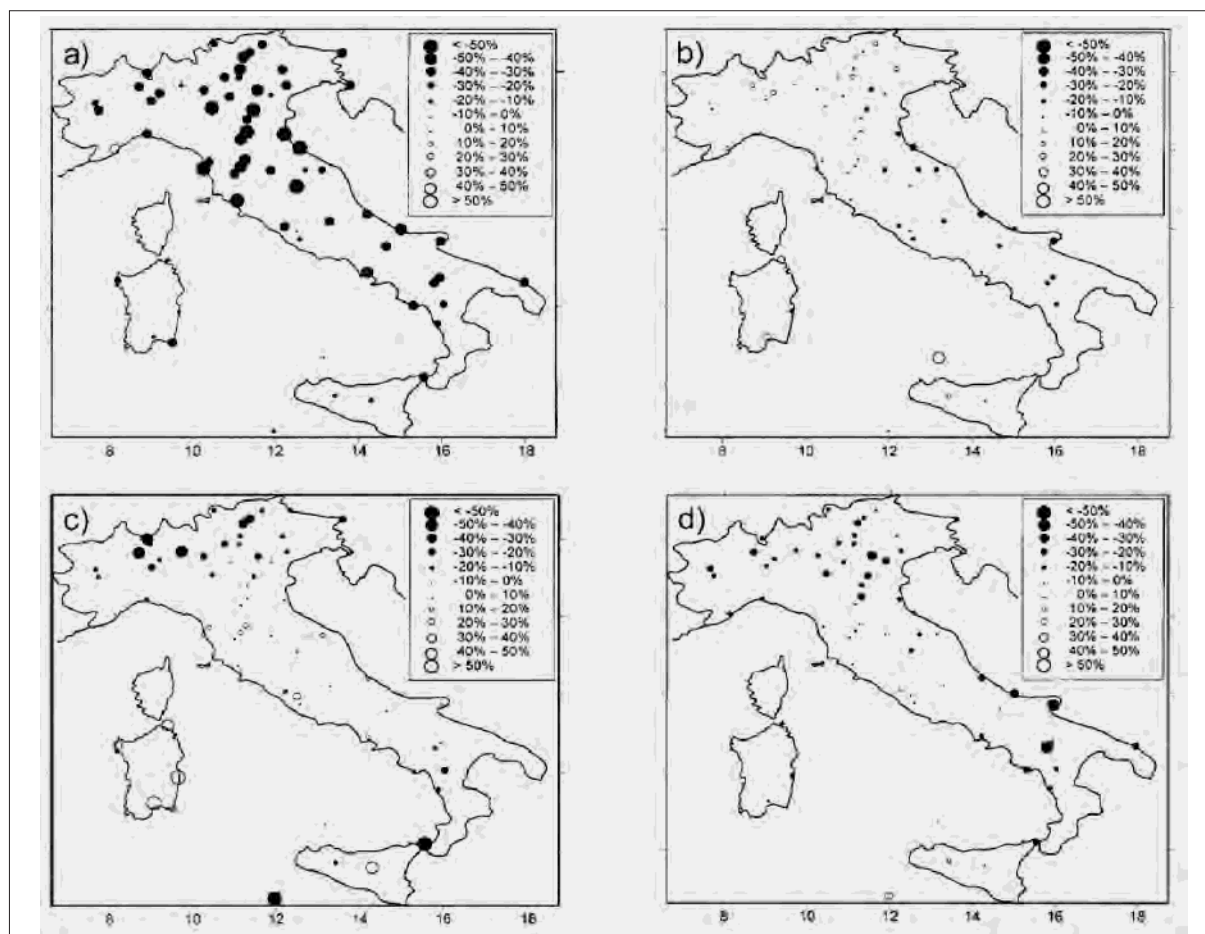 a)
< -50%
-50% – -40%
-40% – -30%
-30% – -20%
-20% – -10%
-10% – 0%
0% – 10%
10% – 20%
20% – 30%
30% – 40%
40% – 50%
> 50%
8 10 12 14 16 18
b)
< -50%
-50% – -40%
-40% – -30%
-30% – -20%
-20% – -10%
-10% – 0%
0% – 10%
10% – 20%
20% – 30%
30% – 40%
40% – 50%
> 50%
8 10 12 14 16 18
c)
< -50%
-50% – -40%
-40% – -30%
-30% – -20%
-20% – -10%
-10% – 0%
0% – 10%
10% – 20%
20% – 30%
30% – 40%
40% – 50%
> 50%
8 10 12 14 16 18
d)
< -50%
-50% – -40%
-40% – -30%
-30% – -20%
-20% – -10%
-10% – 0%
0% – 10%
10% – 20%
20% – 30%
30% – 40%
40% – 50%
> 50%
8 10 12 14 16 18